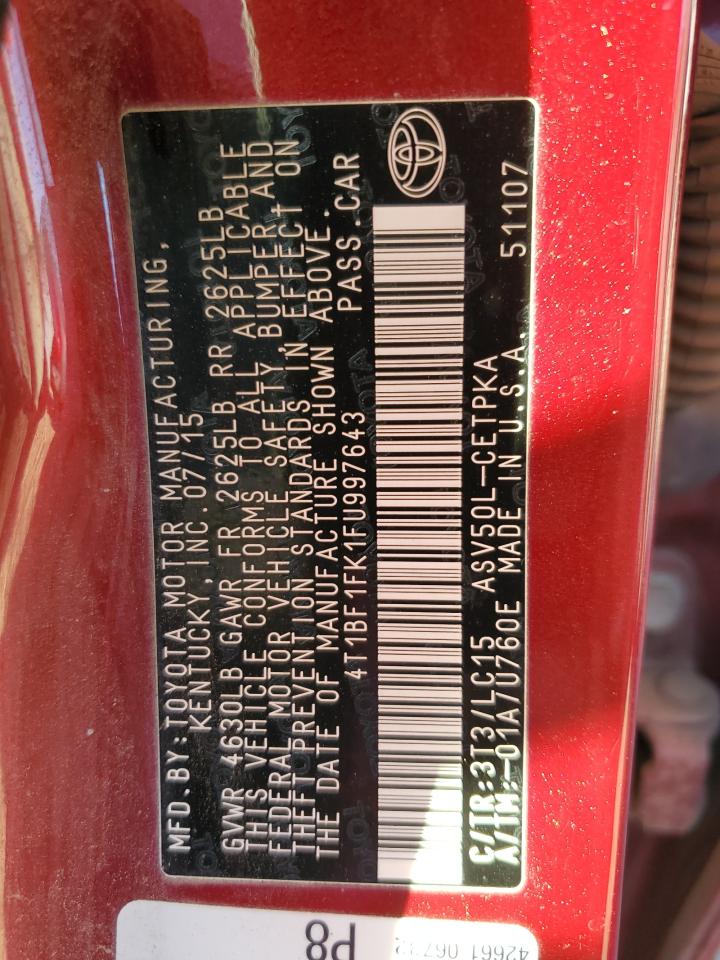 MFD.BY:TOYOTA MOTOR MANUFACTURING,
KENTUCKY, INC.07/15
GVWR 4630LB GAWR FR 2625LB RR 2625LB
THIS VEHICLE CONFORMS TO ALL APPLICABLE
FEDERAL MOTOR VEHICLE SAFETY, BUMPER, AND
THEFT PREVENTION STANDARDS IN EFFECT ON
THE DATE OF MANUFACTURE SHOWN ABOVE.
4T1BF1FK1FU997643 PASS.CAR
C/TR:3T3/LC15 ASV50L-CETPKA
A/TM:-01A/U760E MADE IN U.S.A. 51107
P8
42661